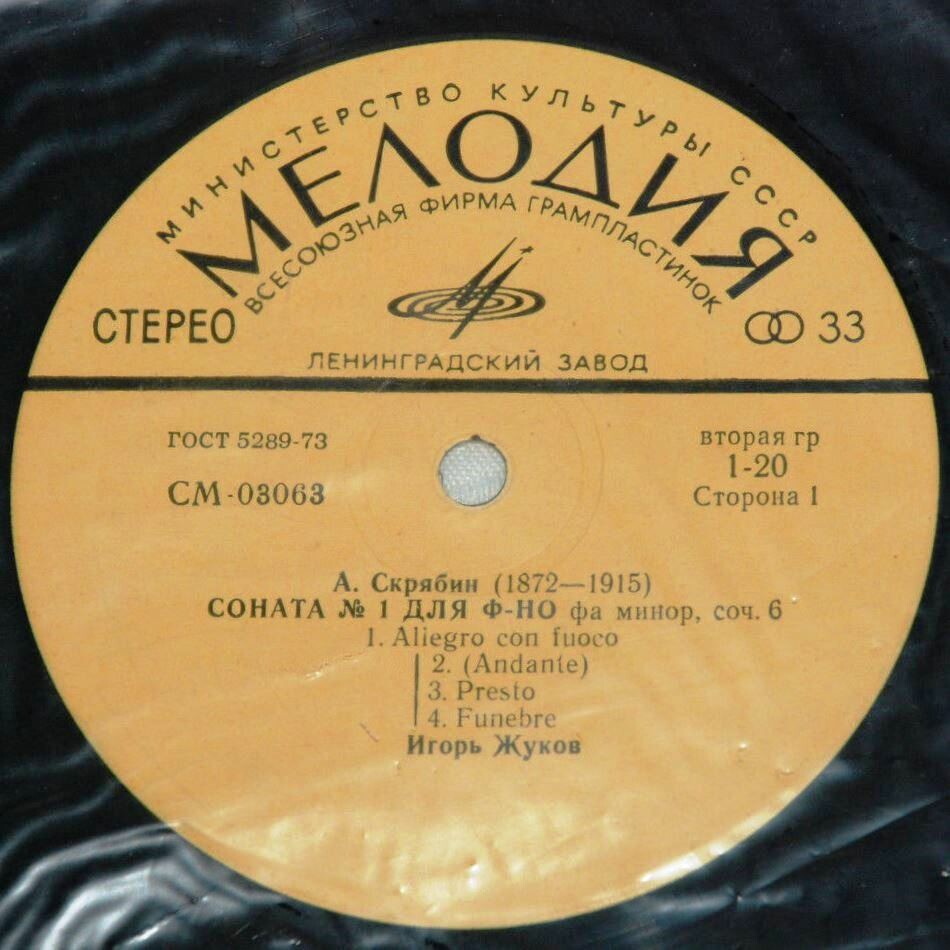 МИНИСТЕРСТВО КУЛЬТУРЫ СССР
МЕЛОДИЯ
ВСЕСОЮЗНАЯ ФИРМА ГРАМПЛАСТИНОК
СТЕРЕО
33
ЛЕНИНГРАДСКИЙ ЗАВОД
ГОСТ 5289-73
вторая гр
СМ-03063
1-20
Сторона 1
А. Скрябин (1872—1915)
СОНАТА № 1 ДЛЯ Ф-НО фа минор, соч. 6
1. Allegro con fuoco
2. (Andante)
3. Presto
4. Funebre
Игорь Жуков